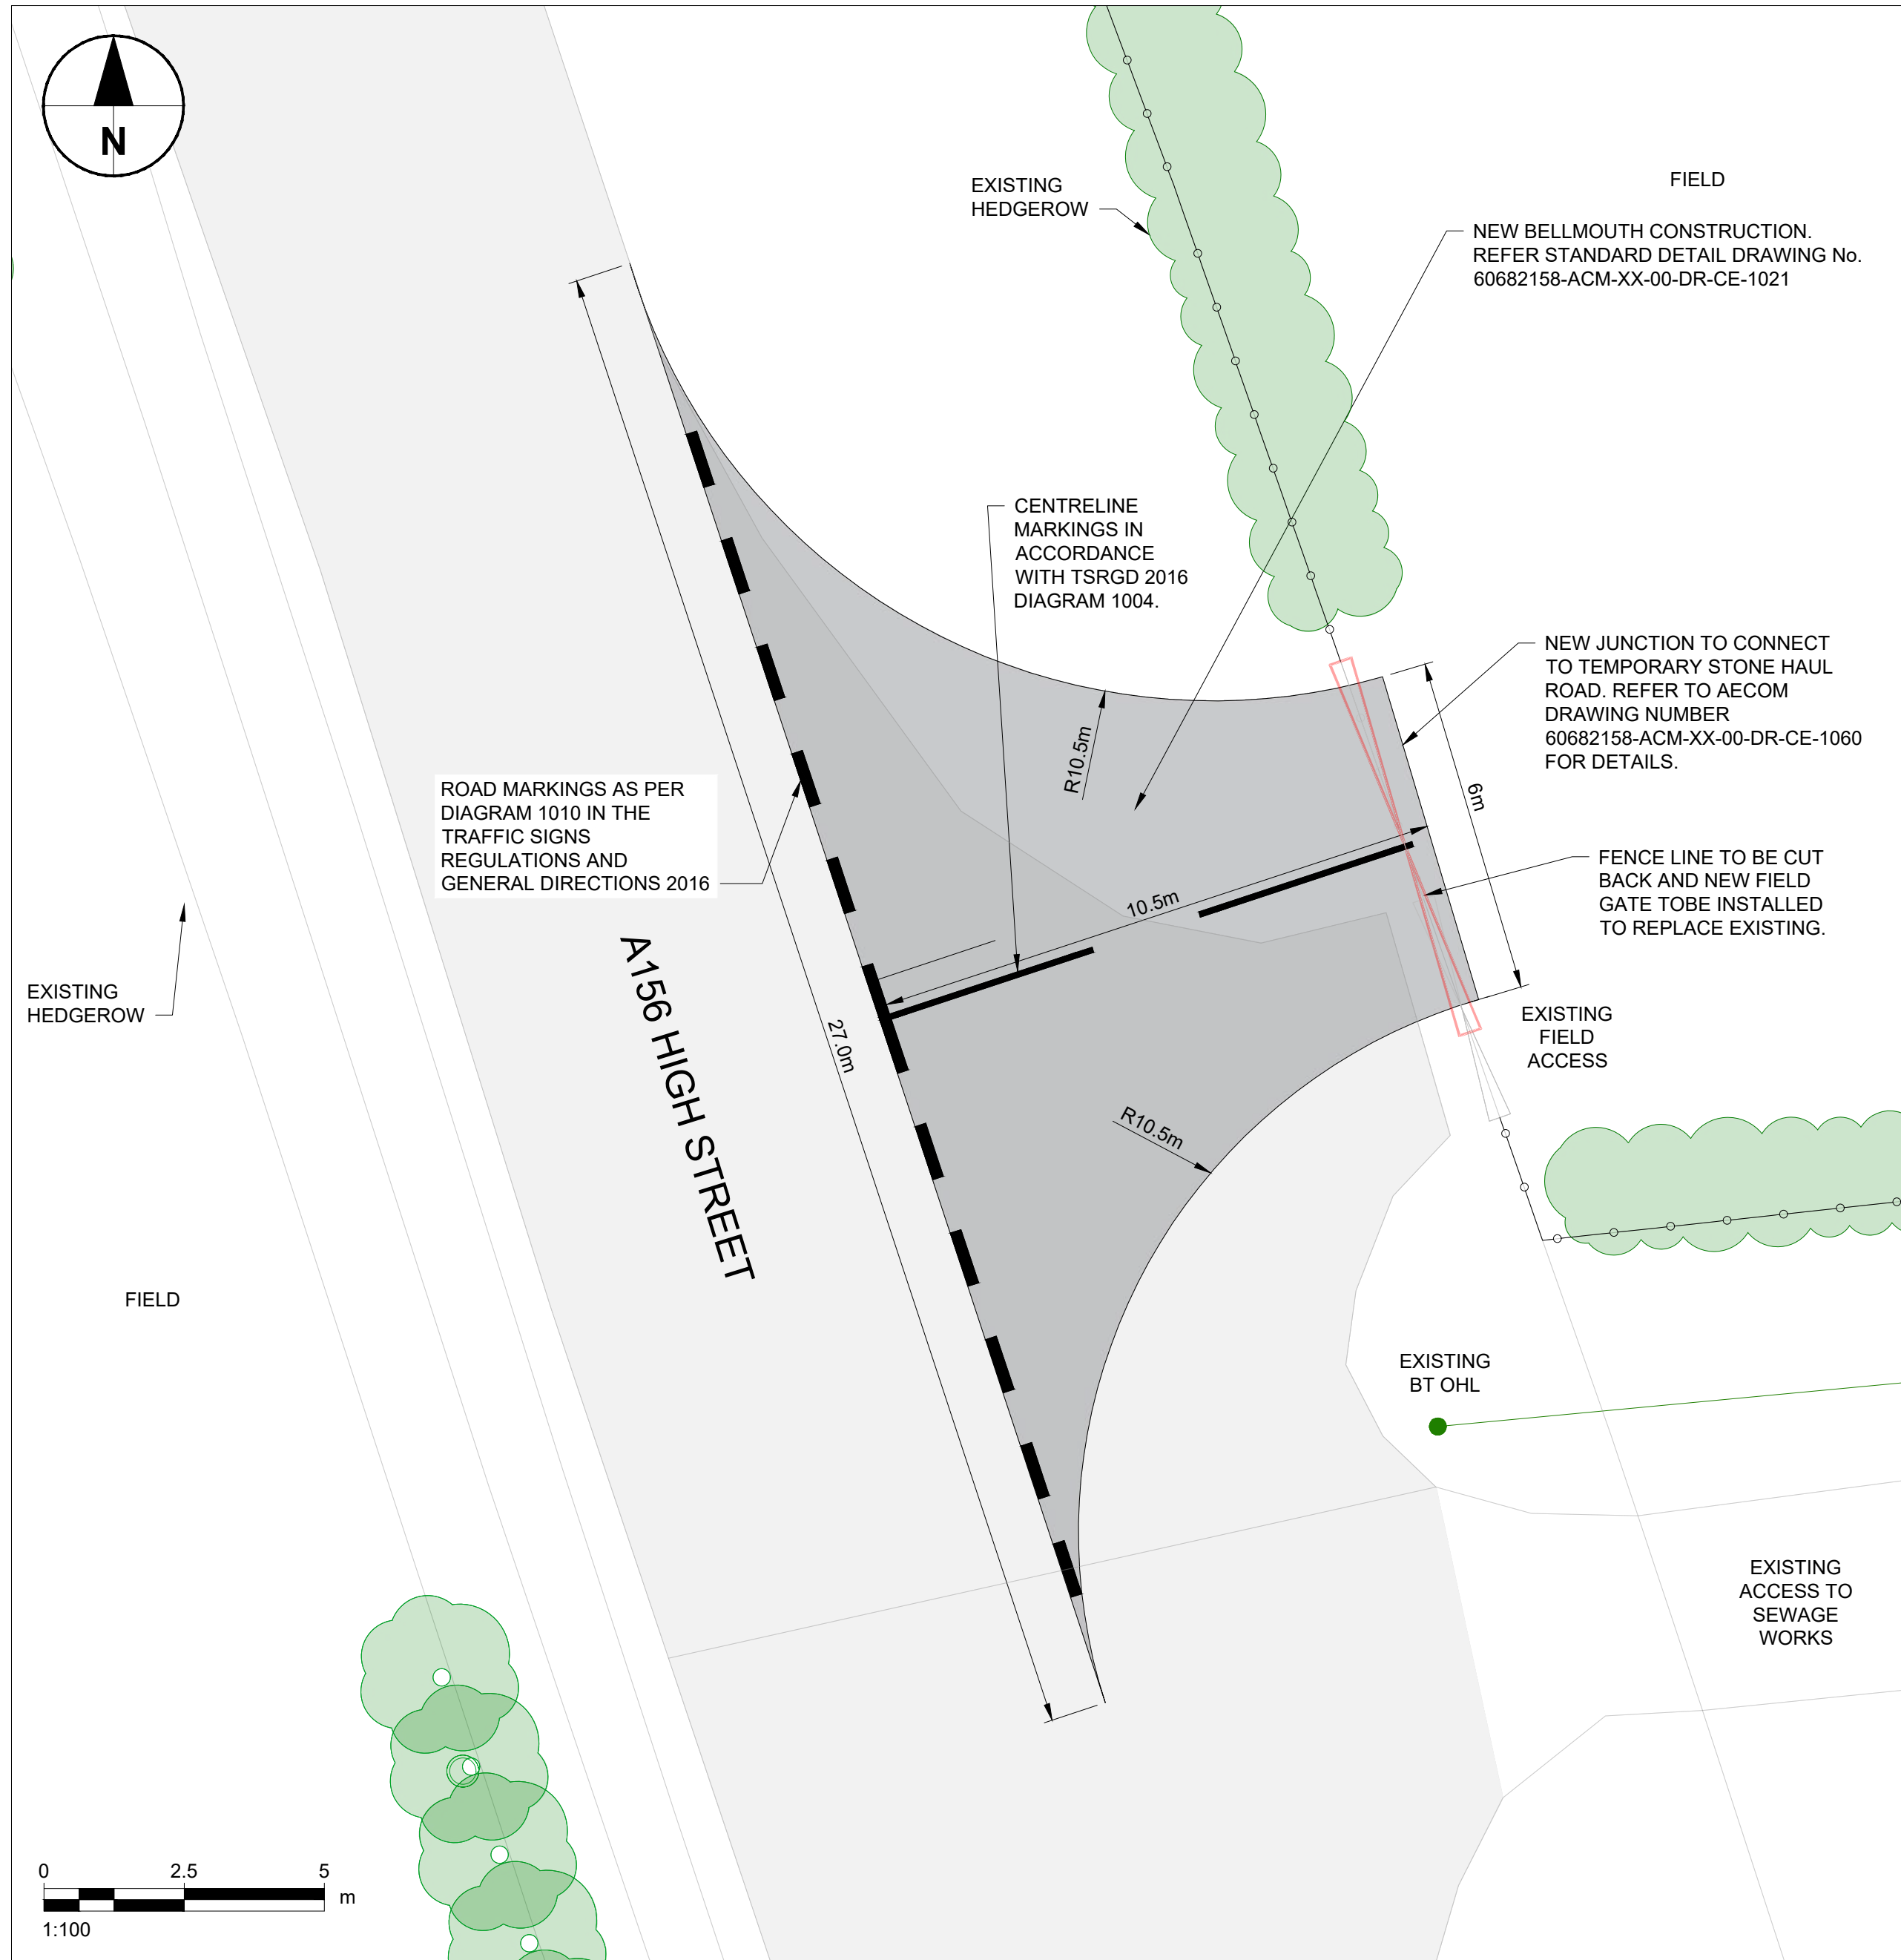 N
EXISTING
HEDGEROW
FIELD
NEW BELLMOUTH CONSTRUCTION.
REFER STANDARD DETAIL DRAWING No.
60682158-ACM-XX-00-DR-CE-1021
CENTRELINE
MARKINGS IN
ACCORDANCE
WITH TSRGD 2016
DIAGRAM 1004.
NEW JUNCTION TO CONNECT
TO TEMPORARY STONE HAUL
ROAD. REFER TO AECOM
DRAWING NUMBER
60682158-ACM-XX-00-DR-CE-1060
FOR DETAILS.
R10.5m
6m
ROAD MARKINGS AS PER
DIAGRAM 1010 IN THE
TRAFFIC SIGNS
REGULATIONS AND
GENERAL DIRECTIONS 2016
FENCE LINE TO BE CUT
BACK AND NEW FIELD
GATE TOBE INSTALLED
TO REPLACE EXISTING.
10.5m
A156 HIGH STREET
27.0m
EXISTING
HEDGEROW
EXISTING
FIELD
ACCESS
R10.5m
FIELD
EXISTING
BT OHL
EXISTING
ACCESS TO
SEWAGE
WORKS
0 2.5 5
m
1:100